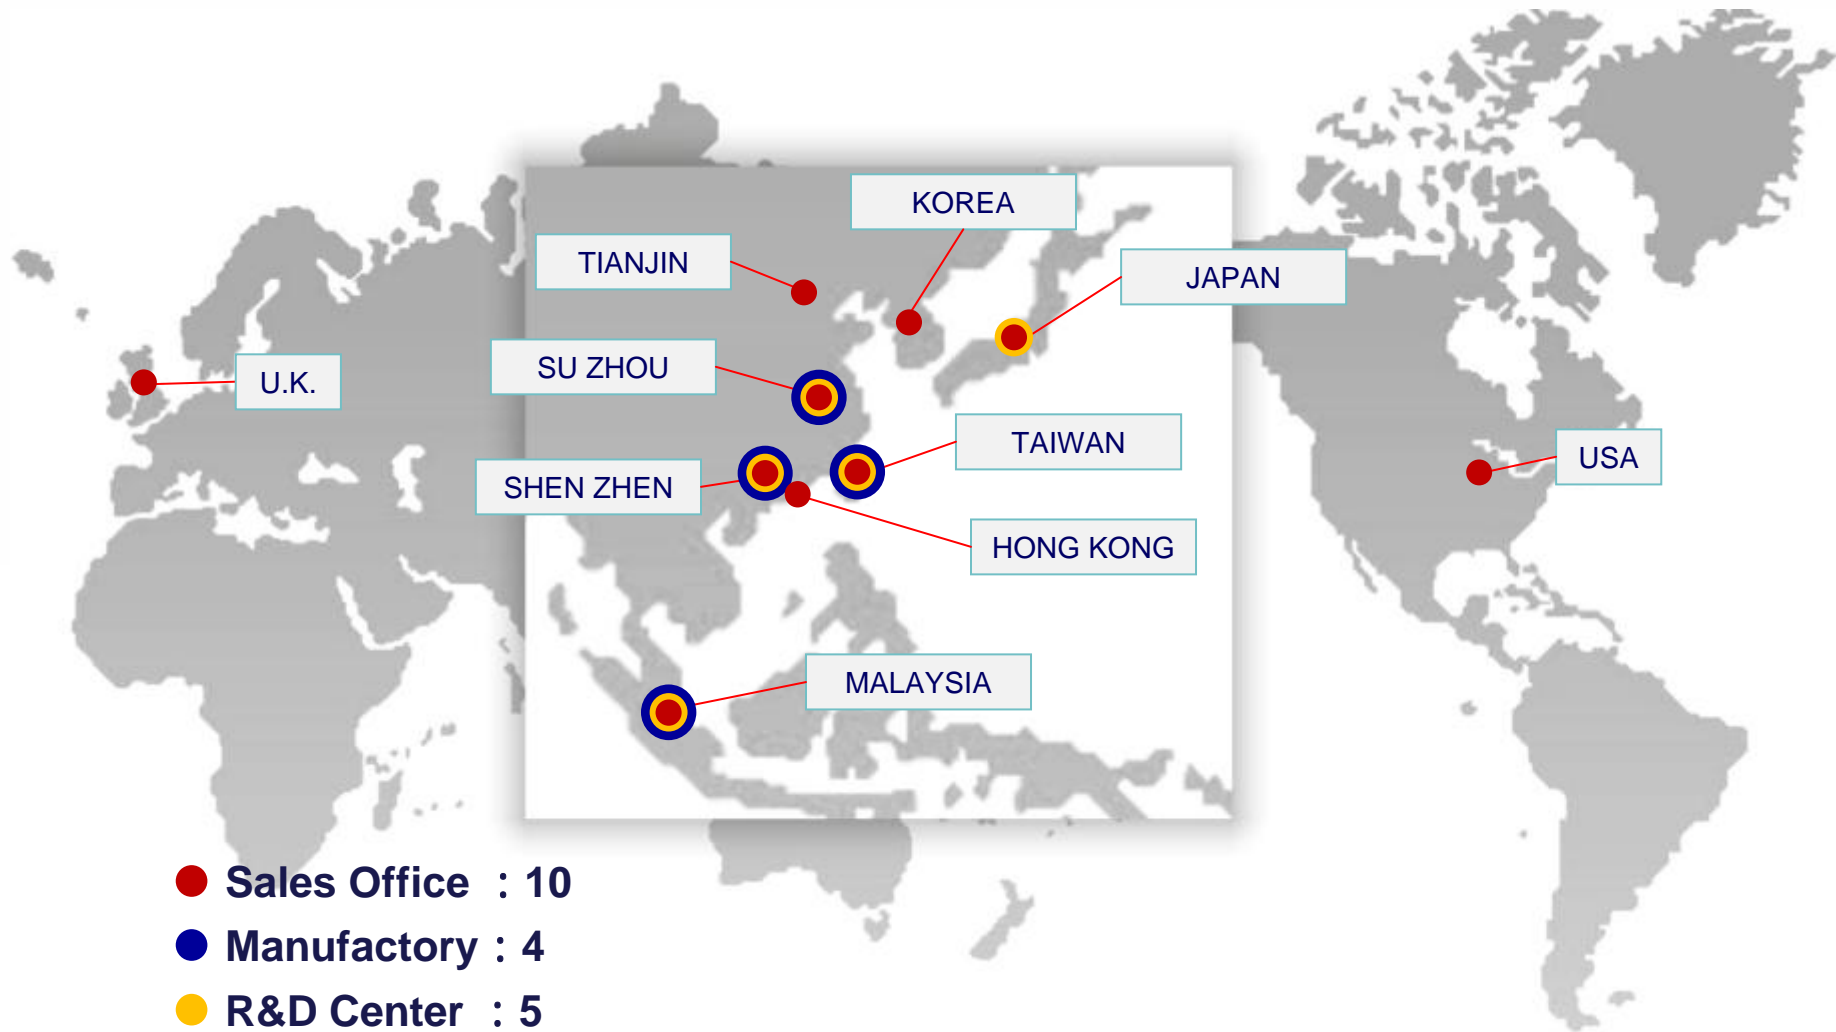 KOREA
TIANJIN
JAPAN
SU ZHOU
U.K.
TAIWAN
USA
SHEN ZHEN
HONG KONG
MALAYSIA
Sales Office : 10
Manufactory : 4
R&D Center : 5